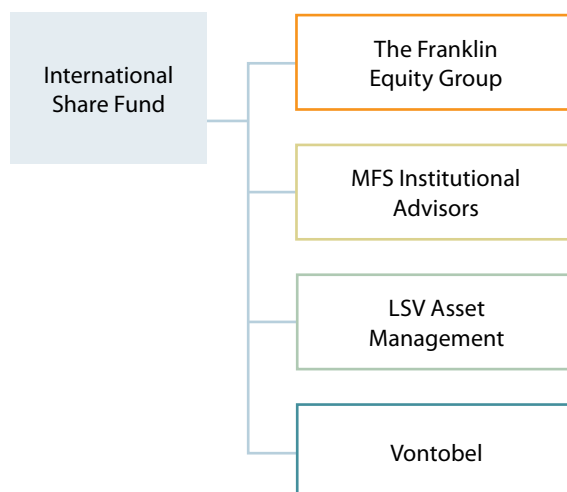 International
Share Fund
The Franklin
Equity Group
MFS Institutional
Advisors
LSV Asset
Management
Vontobel